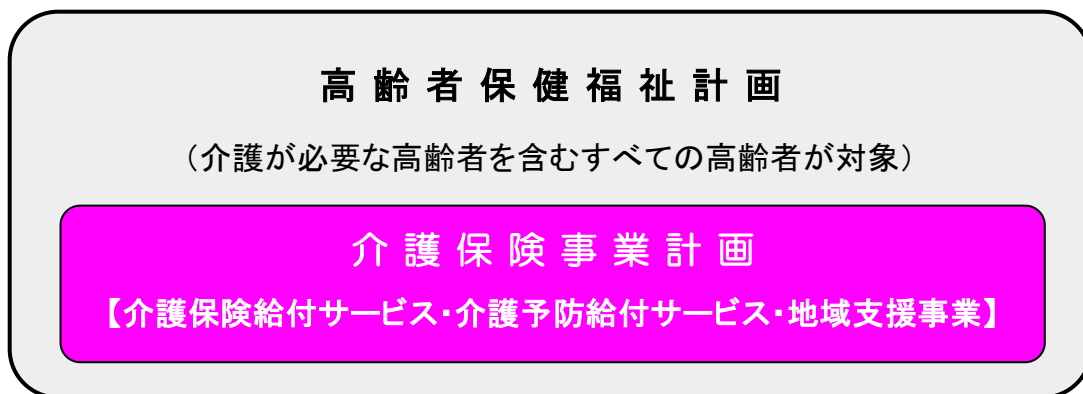 高齢者保健福祉計画
（介護が必要な高齢者を含むすべての高齢者が対象）
介護保険事業計画
【介護保険給付サービス・介護予防給付サービス・地域支援事業】